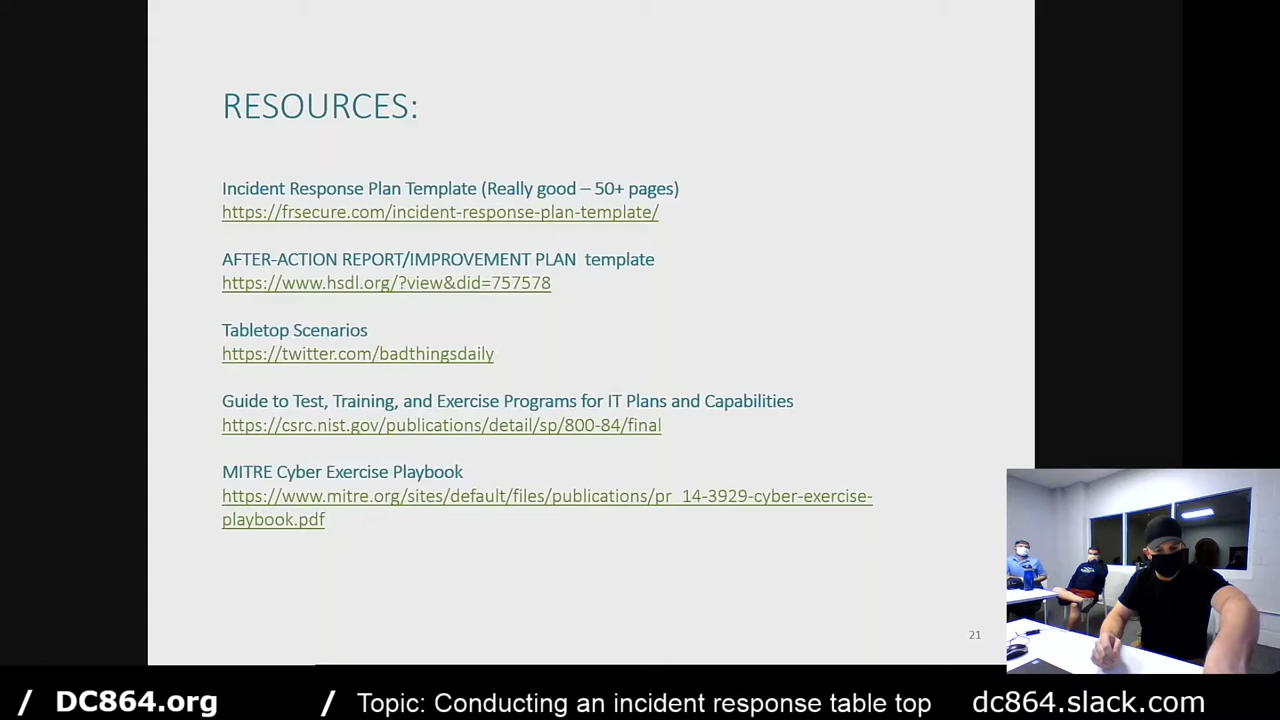 RESOURCES:
Incident Response Plan Template (Really good – 50+ pages)
https://frsecure.com/incident-response-plan-template/
AFTER-ACTION REPORT/IMPROVEMENT PLAN  template
https://www.hsdl.org/?view&did=757578
Tabletop Scenarios
https://twitter.com/badthingsdaily
Guide to Test, Training, and Exercise Programs for IT Plans and Capabilities
https://csrc.nist.gov/publications/detail/sp/800-84/final
MITRE Cyber Exercise Playbook
https://www.mitre.org/sites/default/files/publications/pr_14-3929-cyber-exercise-
playbook.pdf
21
/ DC864.org / Topic: Conducting an incident response table top dc864.slack.com